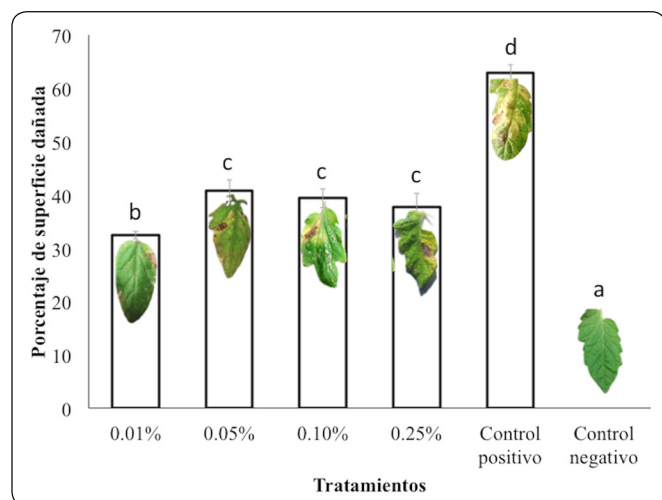 70
60
50
40
30
20
10
0
Porcentaje de superficie dañada
b
c
c
c
d
a
0.01%
0.05%
0.10%
0.25%
Control
positivo
Control
negativo
Tratamientos